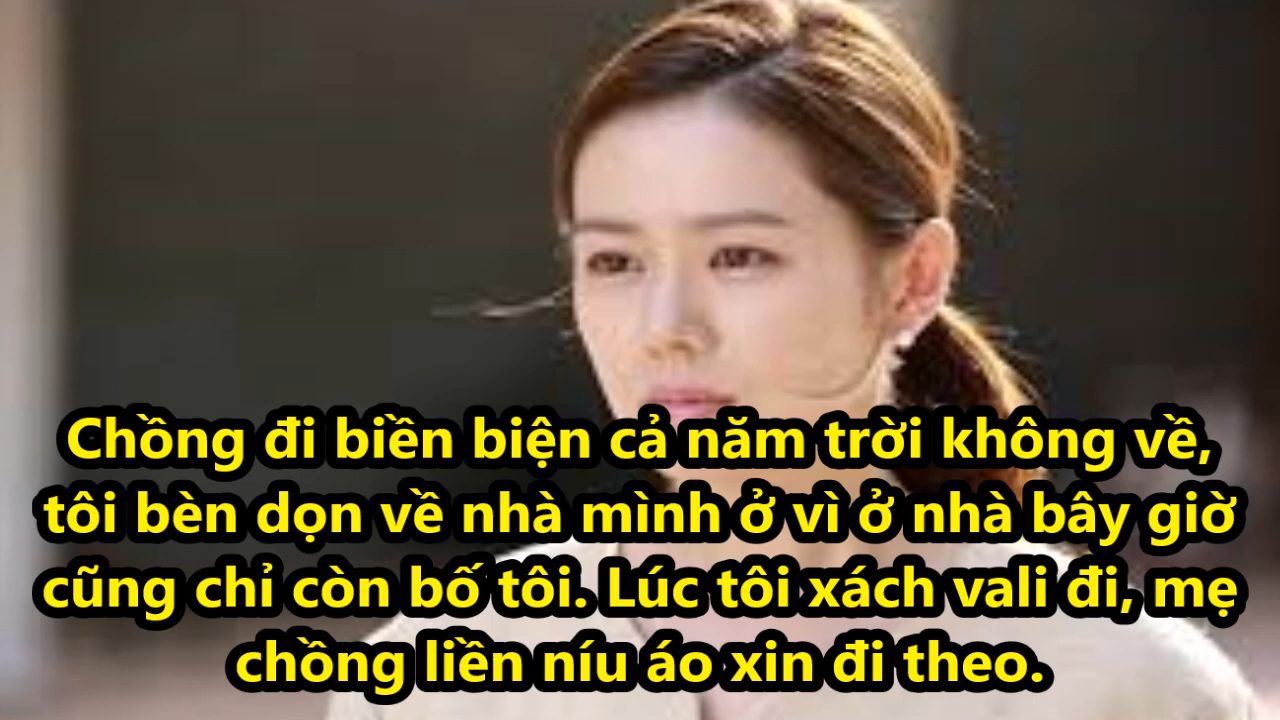 Chồng đi biền biện cả năm trời không về,
tôi bèn dọn về nhà mình ở vì ở nhà bây giờ
cũng chỉ còn bố tôi. Lúc tôi xách vali đi, mẹ
chồng liền níu áo xin đi theo.